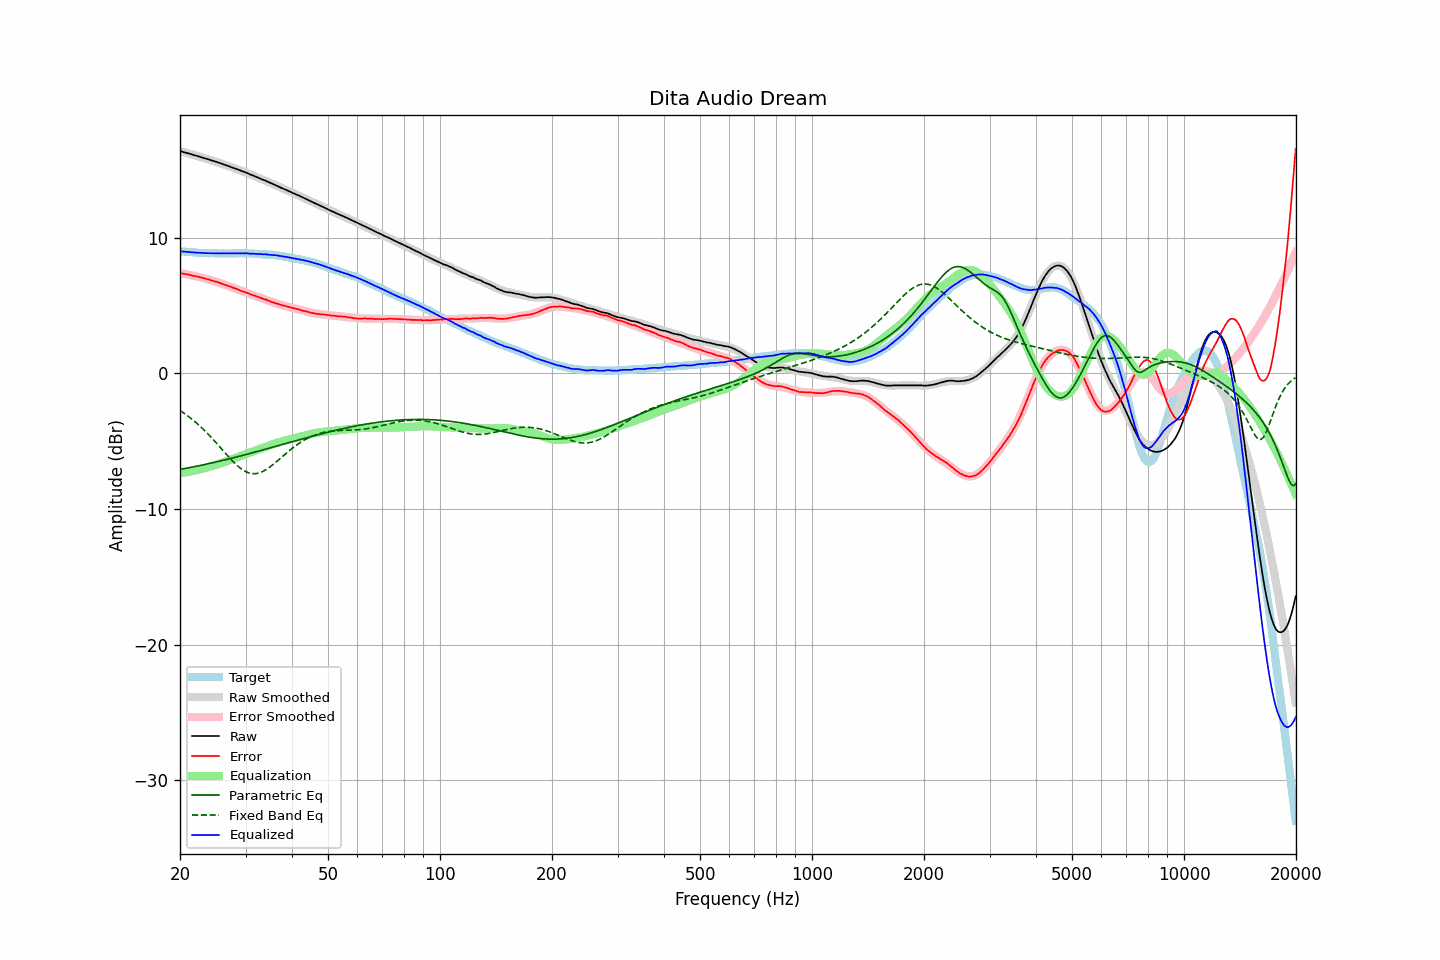 Dita Audio Dream
Amplitude (dBr)
10
0
−10
−20
−30
Target
Raw Smoothed
Error Smoothed
Raw
Error
Equalization
Parametric Eq
Fixed Band Eq
Equalized
20 50 100 200 500 1000 2000 5000 10000 20000
Frequency (Hz)